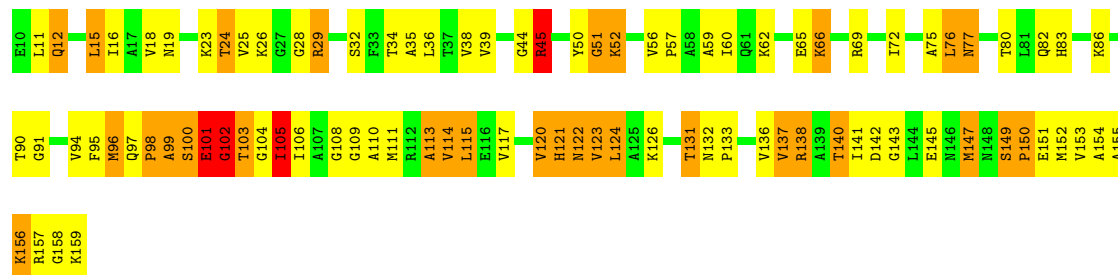 E10 L11 Q12 L15 I16 A17 V18 N19 K23 T24 V25 K26 G27 G28 R29 S32 F33 T34 A35 L36 T37 V38 V39 G44 R45 Y50 G51 K52 V56 P57 A58 A59 I60 Q61 K62 E65 K66 R69 I72 A75 L76 N77 T80 L81 Q82 H83 K86
T90 G91 V94 F95 M96 Q97 P98 A99 S100 E101 G102 T103 G104 I105 I106 A107 G108 G109 A110 M111 R112 A113 V114 L115 E116 V117 V120 H121 N122 V123 L124 A125 K126 T131 N132 P133 V136 V137 R138 A139 T140 I141 D142 G143 L144 E145 N146 M147 N148 S149 P150 E151 M152 V153 A154 A155
K156 R157 G158 K159